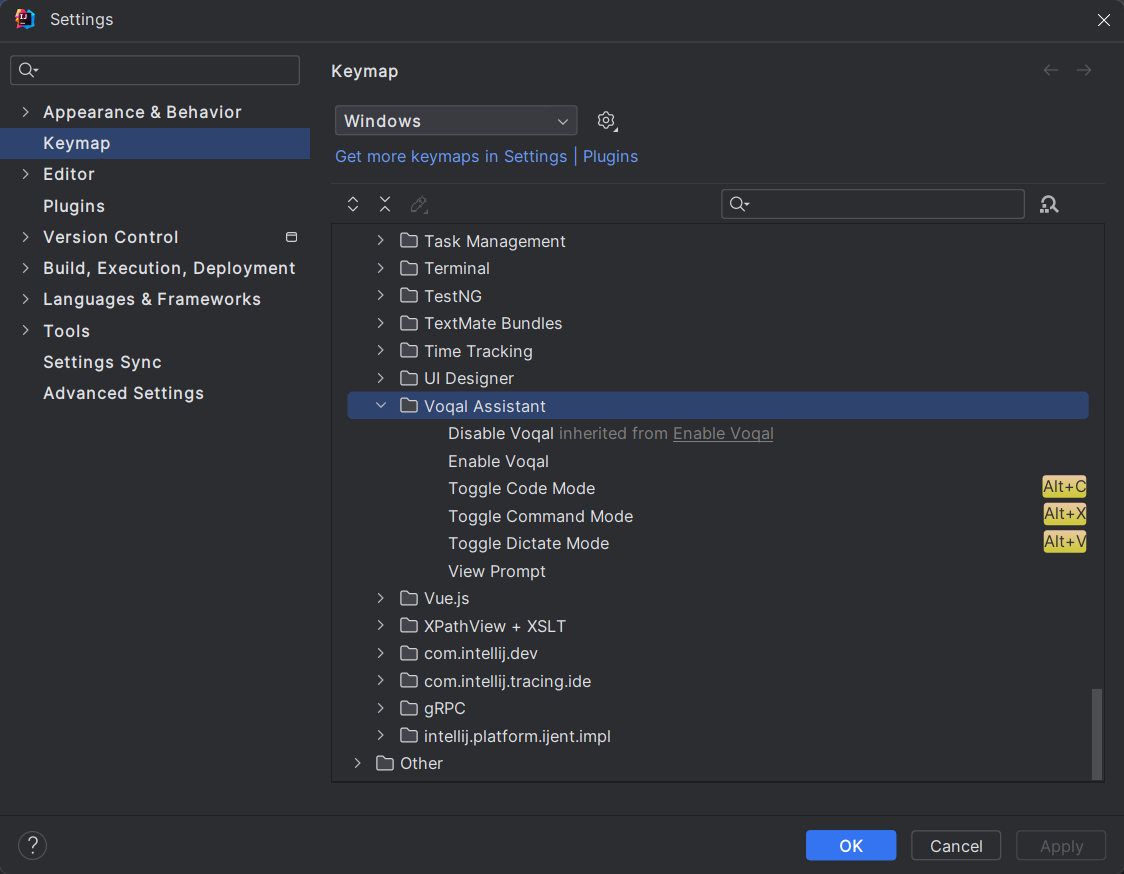 Settings
Appearance & Behavior
Keymap
Editor
Plugins
Version Control
Build, Execution, Deployment
Languages & Frameworks
Tools
Settings Sync
Advanced Settings
Keymap
Windows
Get more keymaps in Settings | Plugins
Task Management
Terminal
TestNG
TextMate Bundles
Time Tracking
UI Designer
Voqal Assistant
Disable Voqal inherited from Enable Voqal
Enable Voqal
Toggle Code Mode Alt+C
Toggle Command Mode Alt+X
Toggle Dictate Mode Alt+V
View Prompt
Vue.js
XPathView + XSLT
com.intellij.dev
com.intellij.tracing.ide
gRPC
intellij.platform.ijent.impl
Other
? OK Cancel Apply